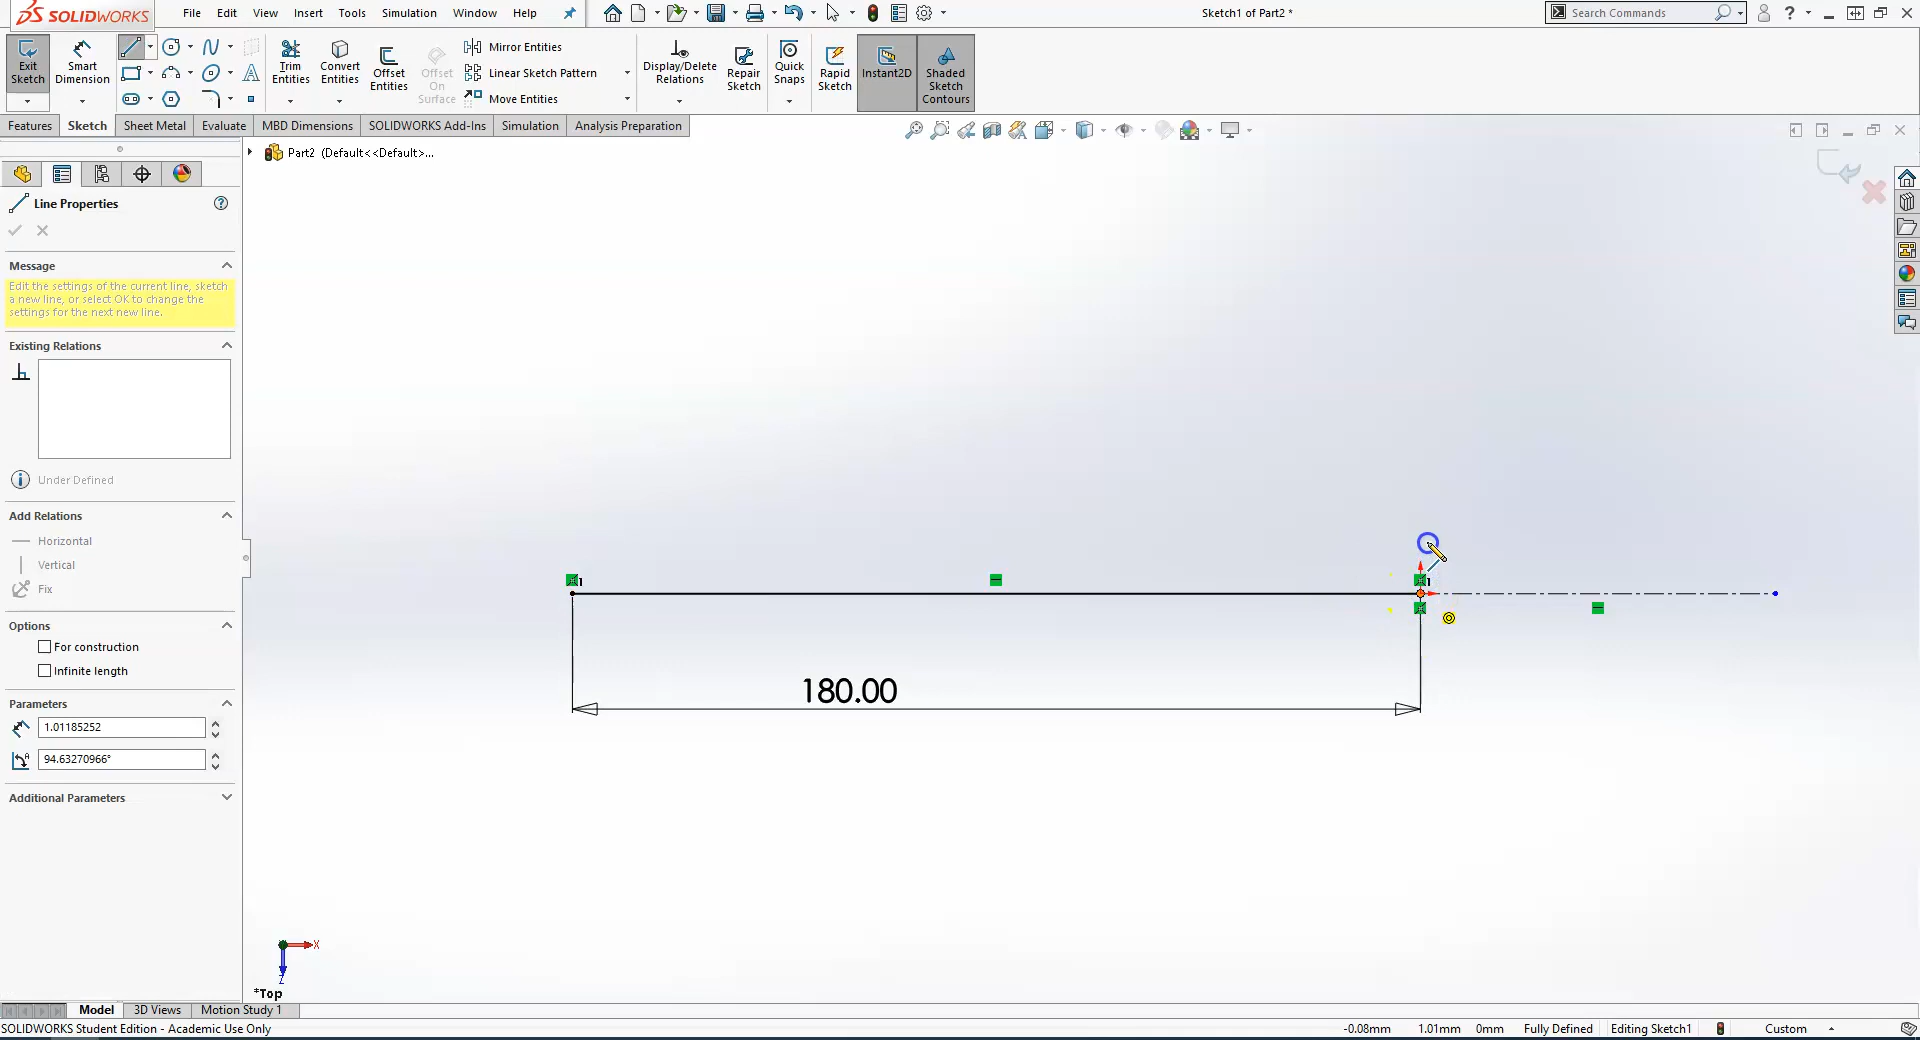 SOLIDWORKS File Edit View Insert Tools Simulation Window Help Sketch1 of Part2 * Search Commands ?
Exit Sketch Smart Dimension Trim Entities Convert Entities Offset Entities Offset On Surface Mirror Entities Linear Sketch Pattern Move Entities Display/Delete Relations Repair Sketch Quick Snaps Rapid Sketch Instant2D Shaded Sketch Contours
Features Sketch Sheet Metal Evaluate MBD Dimensions SOLIDWORKS Add-Ins Simulation Analysis Preparation
Part2 (Default<<Default>...
Line Properties
Message
Edit the settings of the current line, sketch
a new line, or select OK to change the
settings for the next new line.
Existing Relations
Under Defined
Add Relations
Horizontal
Vertical
Fix
Options
For construction
Infinite length
Parameters
1.01185252
94.63270966°
Additional Parameters
1
1
180.00
X
Z
*Top
Model 3D Views Motion Study 1
SOLIDWORKS Student Edition - Academic Use Only -0.08mm 1.01mm 0mm Fully Defined Editing Sketch1 Custom